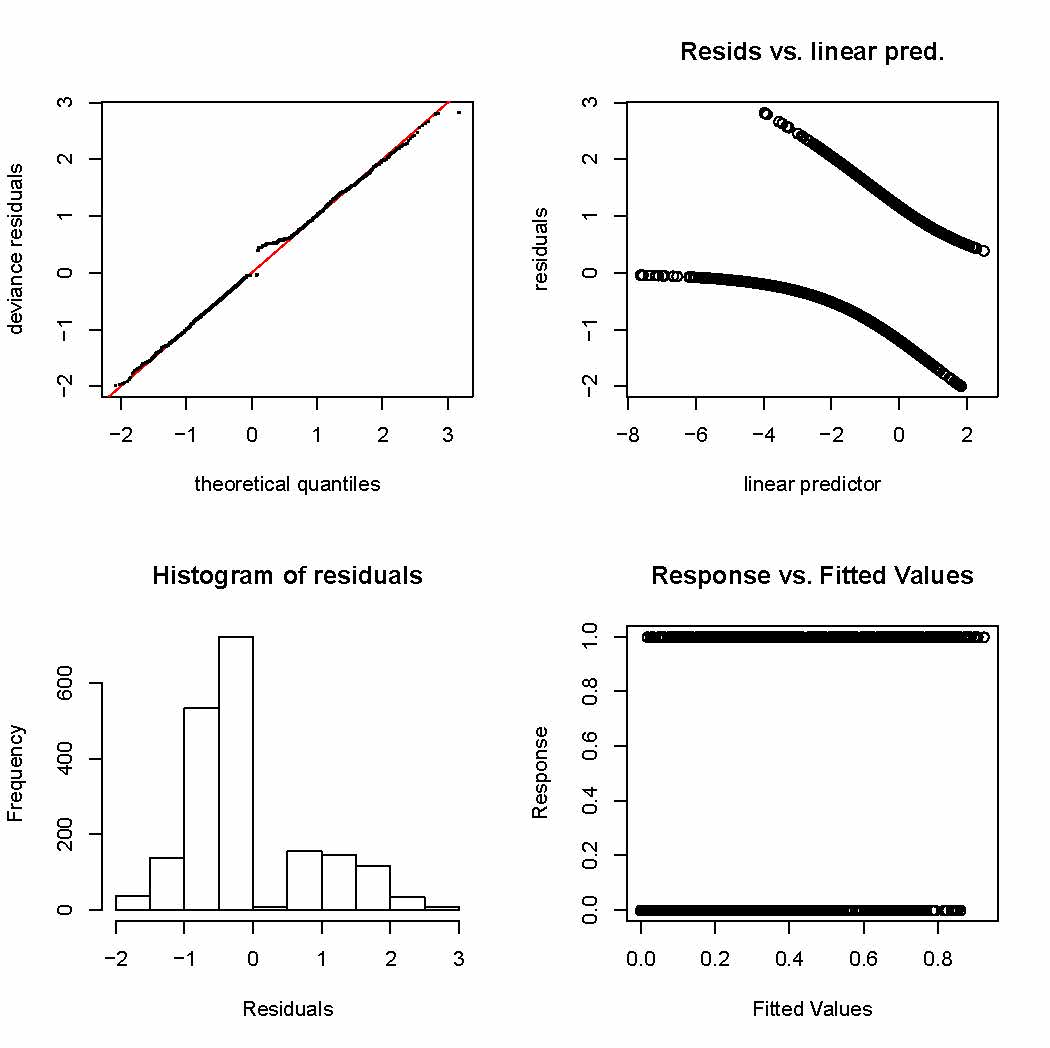 deviance residuals
3
2
1
0
−1
−2
−2 −1 0 1 2 3
theoretical quantiles
Resids vs. linear pred.
residuals
3
2
1
0
−1
−2
−8 −6 −4 −2 0 2
linear predictor
Histogram of residuals
Frequency
600
400
200
0
−2 −1 0 1 2 3
Residuals
Response vs. Fitted Values
Response
1.0
0.8
0.6
0.4
0.2
0.0
0.0 0.2 0.4 0.6 0.8
Fitted Values